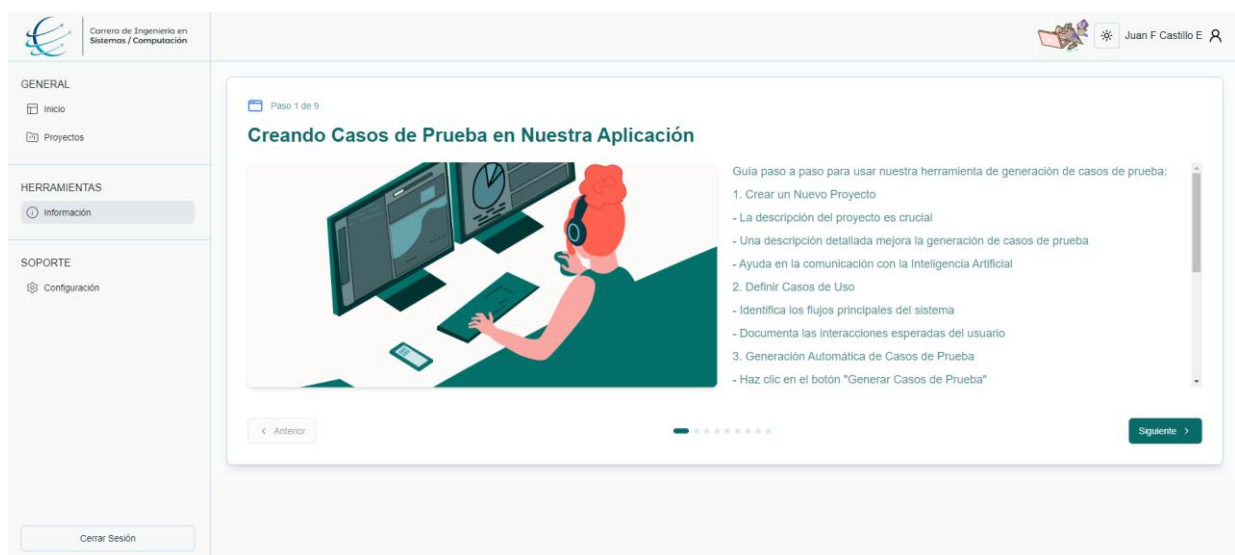 Carrera de Ingeniería en
Sistemas / Computación
Juan F Castillo E
GENERAL
Inicio
Proyectos
HERRAMIENTAS
Información
SOPORTE
Configuración
Cerrar Sesión
Paso 1 de 9
Creando Casos de Prueba en Nuestra Aplicación
Guía paso a paso para usar nuestra herramienta de generación de casos de prueba:
1. Crear un Nuevo Proyecto
- La descripción del proyecto es crucial
- Una descripción detallada mejora la generación de casos de prueba
- Ayuda en la comunicación con la Inteligencia Artificial
2. Definir Casos de Uso
- Identifica los flujos principales del sistema
- Documenta las interacciones esperadas del usuario
3. Generación Automática de Casos de Prueba
- Haz clic en el botón "Generar Casos de Prueba"
< Anterior
Siguiente >